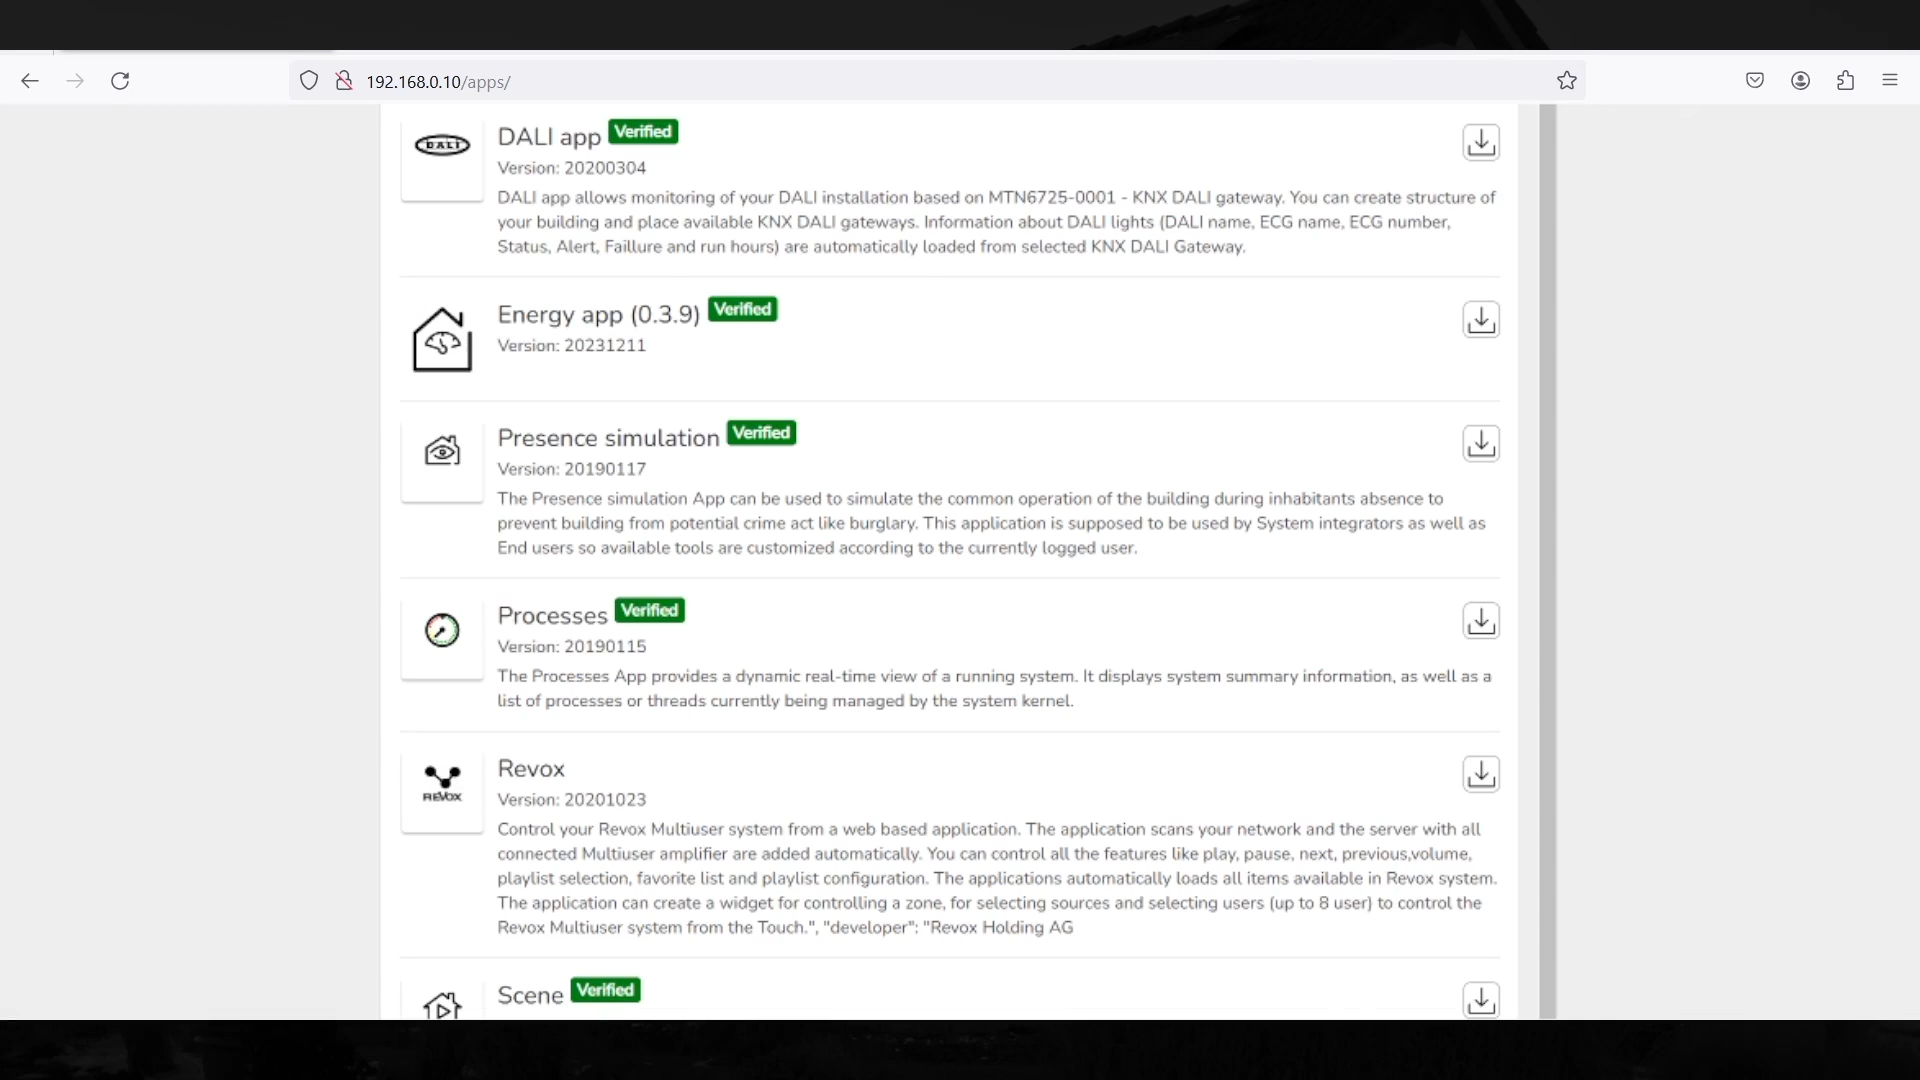 192.168.0.10/apps/
DALI
DALI app Verified
Version: 20200304
DALI app allows monitoring of your DALI installation based on MTN6725-0001 - KNX DALI gateway. You can create structure of
your building and place available KNX DALI gateways. Information about DALI lights (DALI name, ECG name, ECG number,
Status, Alert, Faillure and run hours) are automatically loaded from selected KNX DALI Gateway.
Energy app (0.3.9) Verified
Version: 20231211
Presence simulation Verified
Version: 20190117
The Presence simulation App can be used to simulate the common operation of the building during inhabitants absence to
prevent building from potential crime act like burglary. This application is supposed to be used by System integrators as well as
End users so available tools are customized according to the currently logged user.
Processes Verified
Version: 20190115
The Processes App provides a dynamic real-time view of a running system. It displays system summary information, as well as a
list of processes or threads currently being managed by the system kernel.
REVOX
Revox
Version: 20201023
Control your Revox Multiuser system from a web based application. The application scans your network and the server with all
connected Multiuser amplifier are added automatically. You can control all the features like play, pause, next, previous,volume,
playlist selection, favorite list and playlist configuration. The applications automatically loads all items available in Revox system.
The application can create a widget for controlling a zone, for selecting sources and selecting users (up to 8 user) to control the
Revox Multiuser system from the Touch.", "developer": "Revox Holding AG
Scene Verified